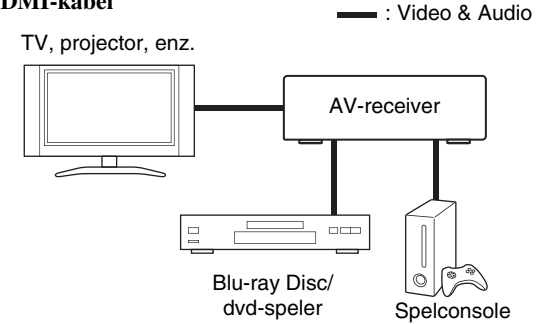 DMI-kabel
: Video & Audio
TV, projector, enz.
AV-receiver
Blu-ray Disc/
dvd-speler
Spelconsole